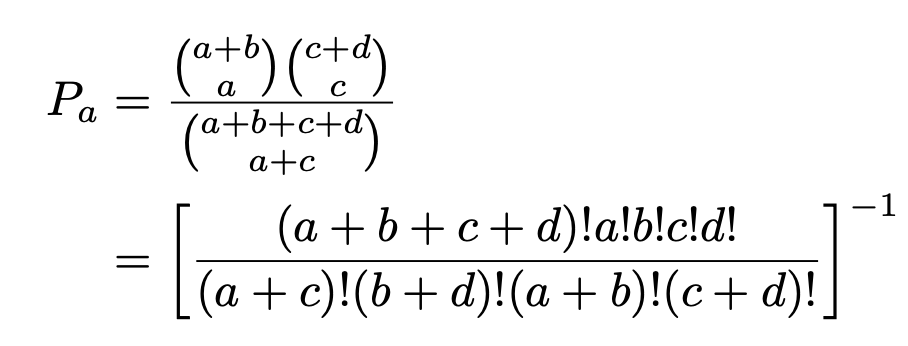 $P_a = \frac{\binom{a+b}{a}\binom{c+d}{c}}{\binom{a+b+c+d}{a+c}}$
$= \left[\frac{(a+b+c+d)!a!b!c!d!}{(a+c)!(b+d)!(a+b)!(c+d)!}\right]^{-1}$